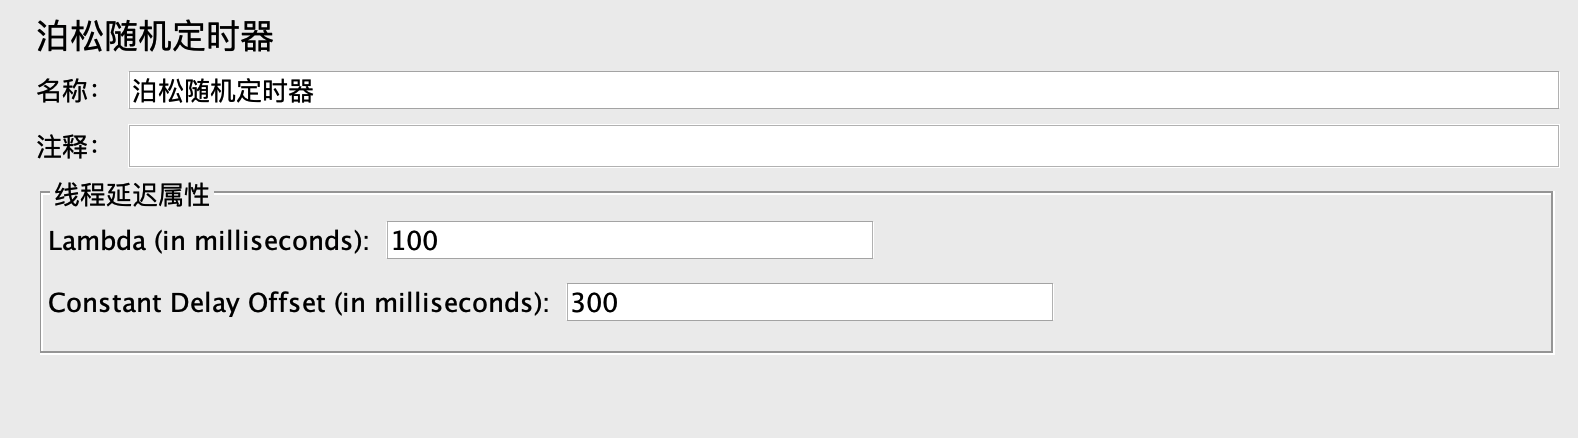 泊松随机定时器
名称： 泊松随机定时器
注释：
线程延迟属性
Lambda (in milliseconds): 100
Constant Delay Offset (in milliseconds): 300